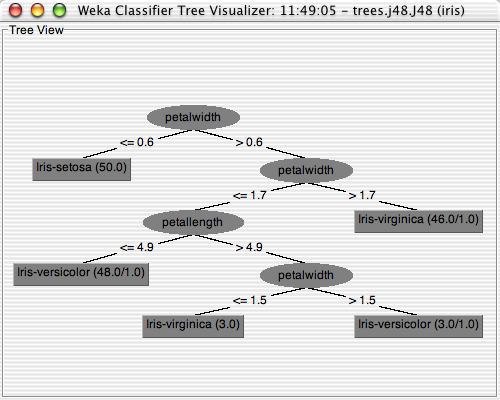 Weka Classifier Tree Visualizer: 11:49:05 – trees.j48.J48 (iris)
Tree View
petalwidth
<= 0.6
> 0.6
Iris-setosa (50.0)
petalwidth
<= 1.7
> 1.7
petallength
Iris-virginica (46.0/1.0)
<= 4.9
> 4.9
Iris-versicolor (48.0/1.0)
petalwidth
<= 1.5
> 1.5
Iris-virginica (3.0)
Iris-versicolor (3.0/1.0)